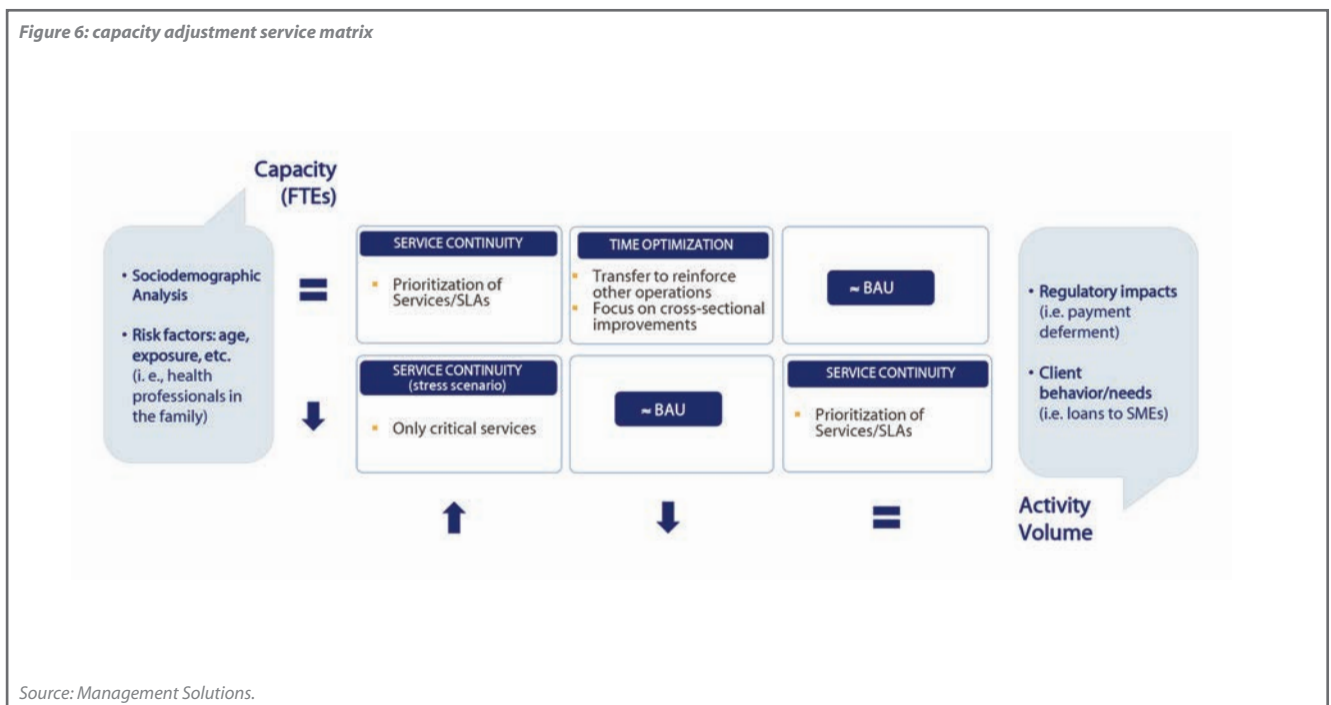 Figure 6: capacity adjustment service matrix
Capacity
(FTEs)
• Sociodemographic
Analysis
• Risk factors: age,
exposure, etc.
(i. e., health
professionals in
the family)
=
SERVICE CONTINUITY
▪ Prioritization of
Services/SLAs
TIME OPTIMIZATION
▪ Transfer to reinforce
other operations
▪ Focus on cross-sectional
improvements
≈ BAU
SERVICE CONTINUITY
(stress scenario)
▪ Only critical services
≈ BAU
SERVICE CONTINUITY
▪ Prioritization of
Services/SLAs
=
• Regulatory impacts
(i.e. payment
deferment)
• Client
behavior/needs
(i.e. loans to SMEs)
Activity
Volume
Source: Management Solutions.